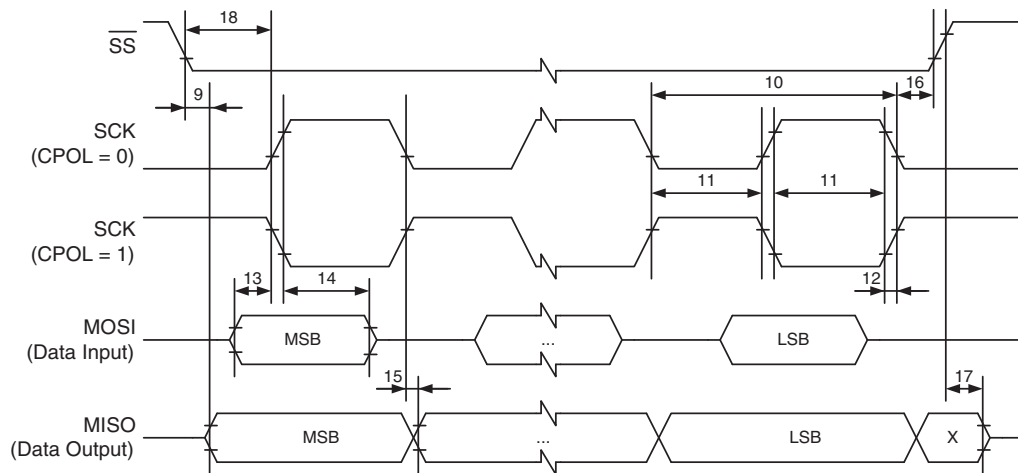 18
SS
9
10
16
SCK
(CPOL = 0)
11
11
SCK
(CPOL = 1)
13
14
12
MOSI
(Data Input)
MSB
...
LSB
15
17
MISO
(Data Output)
MSB
...
LSB
X